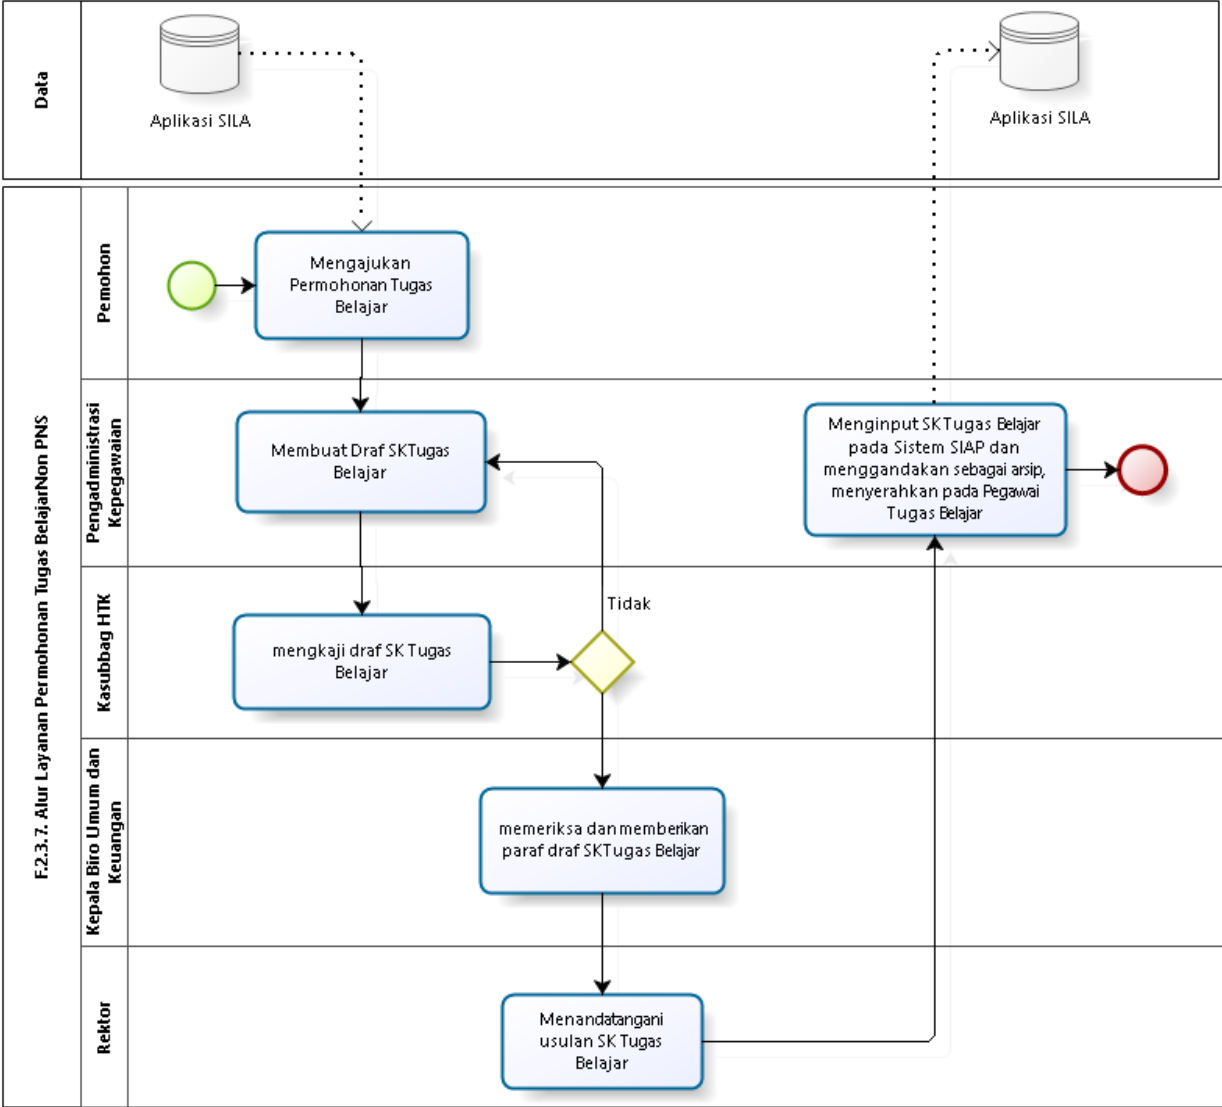 Data
Aplikasi SILA
Aplikasi SILA
F.2.3.7. Alur Layanan Permohonan Tugas BelajarNon PNS
Pemohon
Mengajukan
Permohonan Tugas
Belajar
Pengadministrasi
Kepegawaian
Membuat Draf SKTugas
Belajar
Menginput SKTugas Belajar
pada Sistem SIAP dan
menggandakan sebagai arsip,
menyerahkan pada Pegawai
Tugas Belajar
Kasubbag HTK
mengkaji draf SK Tugas
Belajar
Tidak
Kepala Biro Umum dan
Keuangan
memeriksa dan memberikan
paraf draf SKTugas Belajar
Rektor
Menandatangani
usulan SK Tugas
Belajar